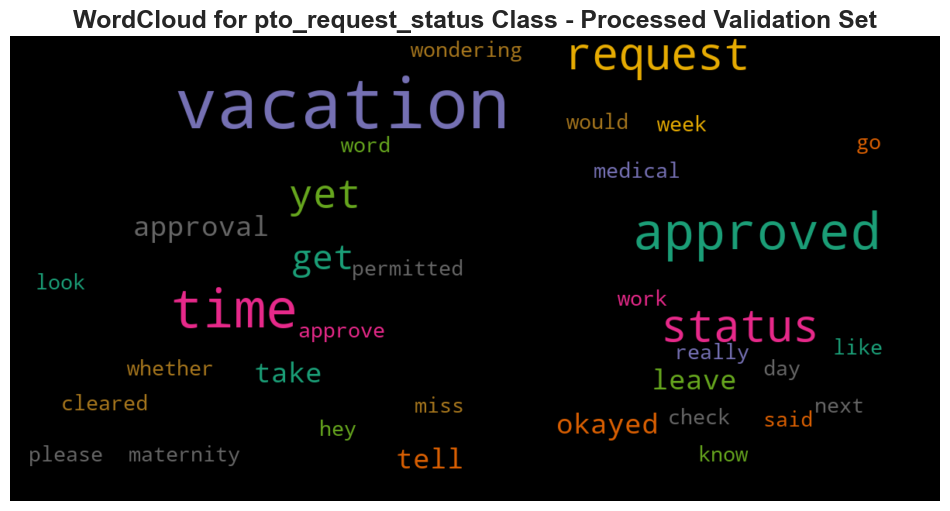 WordCloud for pto_request_status Class - Processed Validation Set
wondering
request
vacation
would
week
word
go
medical
yet
approval
approved
get
permitted
look
time
work
approve
status
really
like
whether
take
day
leave
cleared
miss
next
check
said
okayed
hey
please
maternity
tell
know